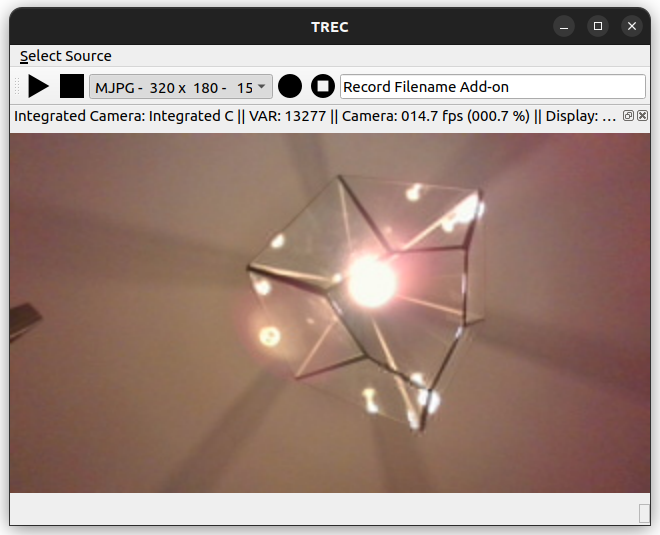 TREC
Select Source
MJPG - 320 x 180 - 15
Record Filename Add-on
Integrated Camera: Integrated C || VAR: 13277 || Camera: 014.7 fps (000.7 %) || Display: ...